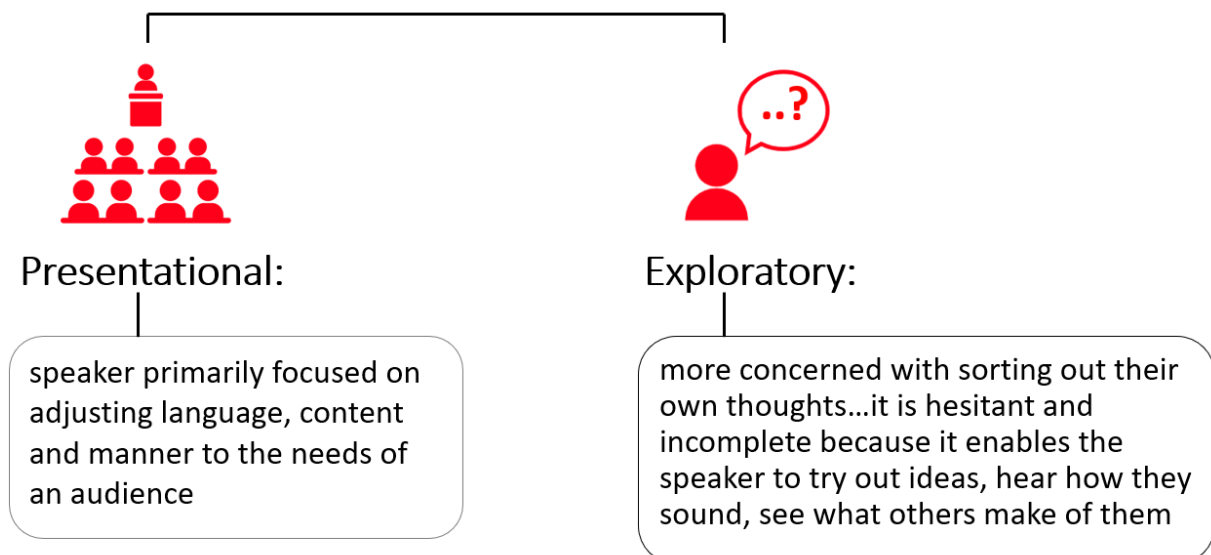 ..?
Presentational:
Exploratory:
speaker primarily focused on
adjusting language, content
and manner to the needs of
an audience
more concerned with sorting out their
own thoughts…it is hesitant and
incomplete because it enables the
speaker to try out ideas, hear how they
sound, see what others make of them